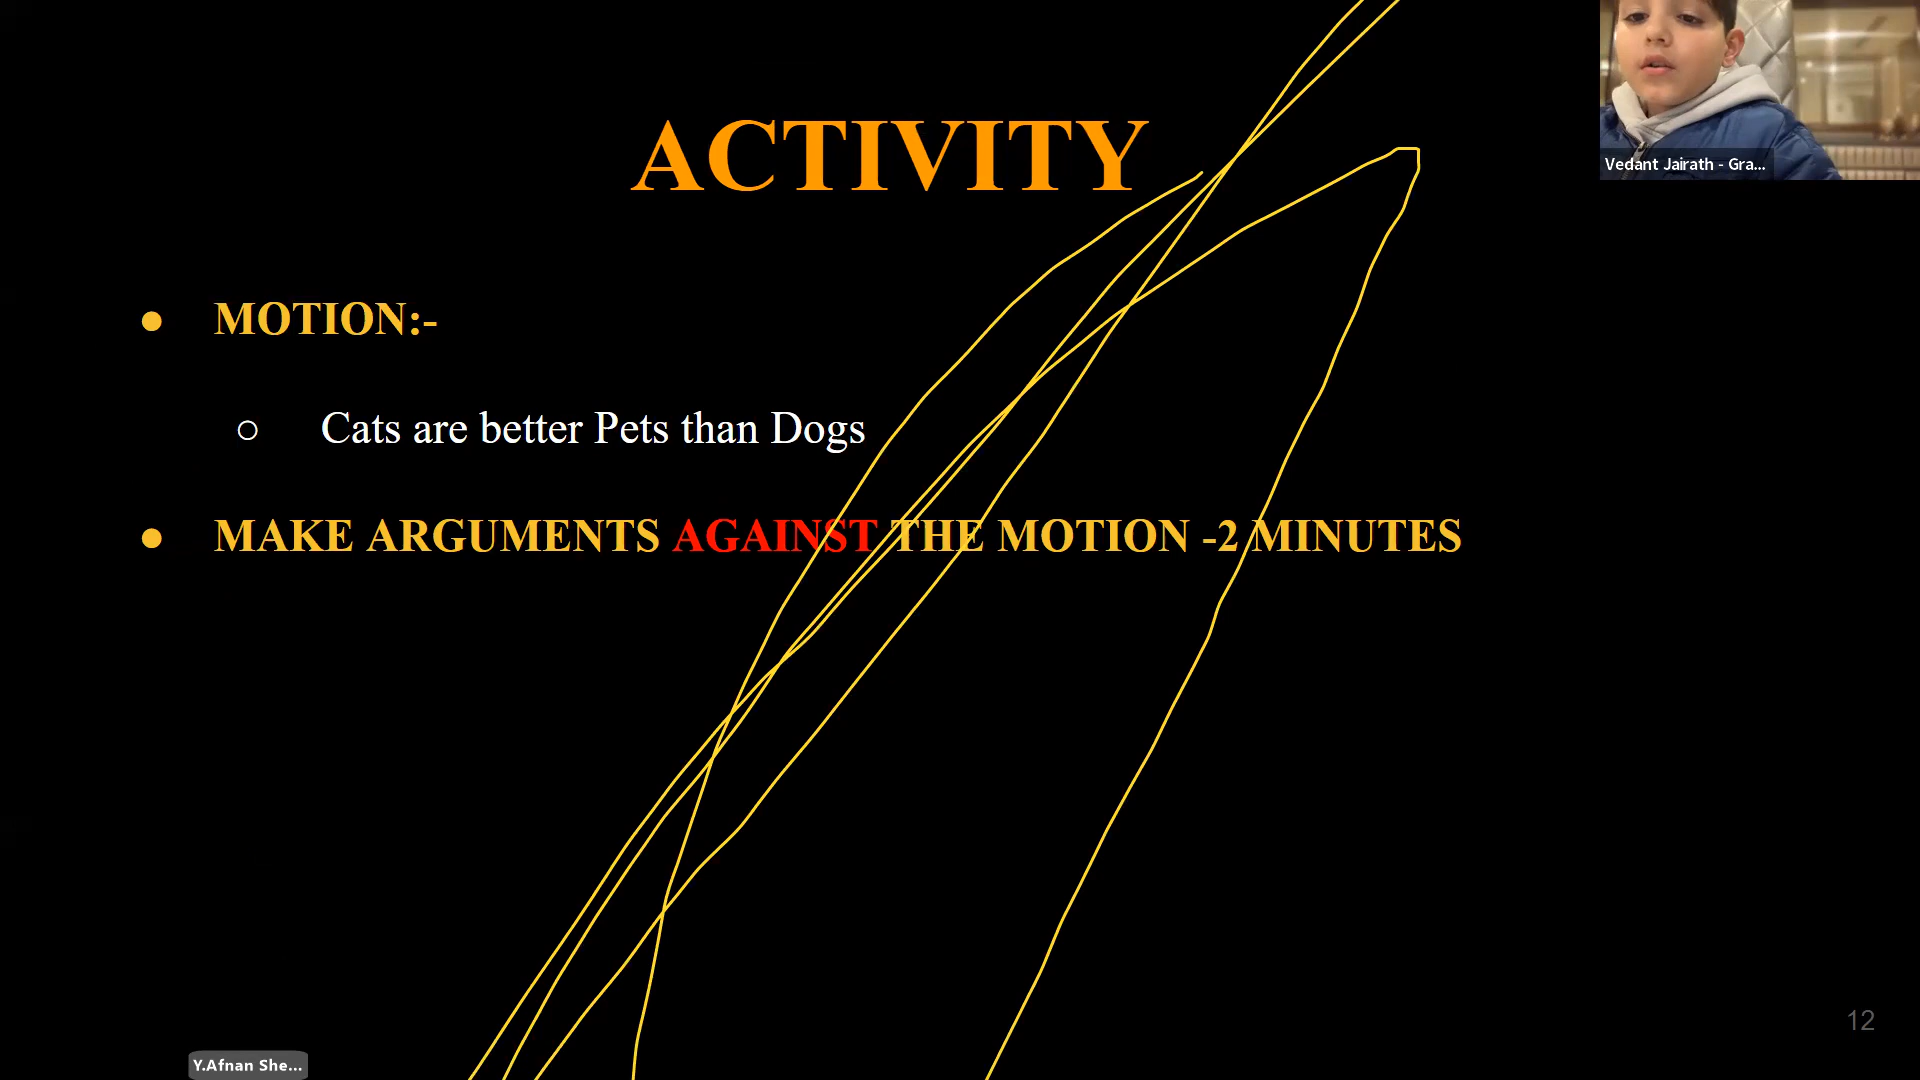 ACTIVITY
Vedant Jairath - Gra...
● MOTION:-
○ Cats are better Pets than Dogs
● MAKE ARGUMENTS AGAINST THE MOTION -2 MINUTES
12
Y.Afnan She...